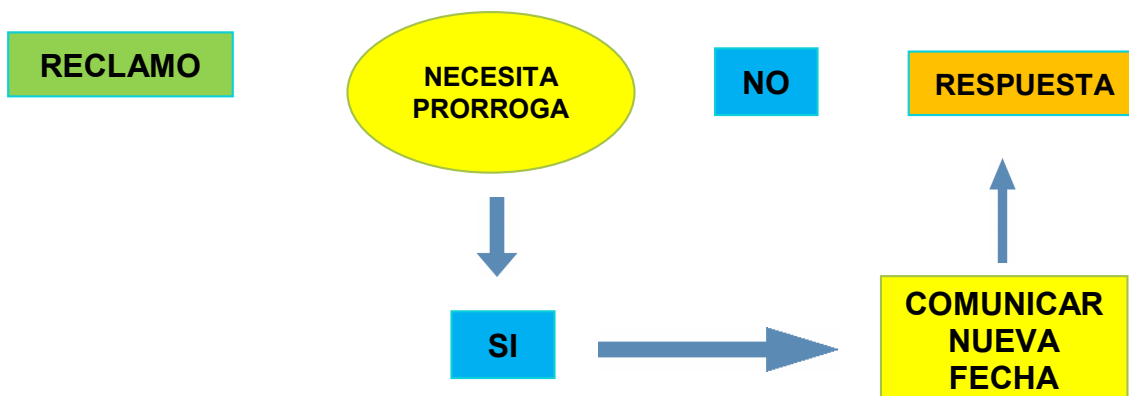 RECLAMO
NECESITA
PRORROGA
NO
RESPUESTA
SI
COMUNICAR
NUEVA
FECHA